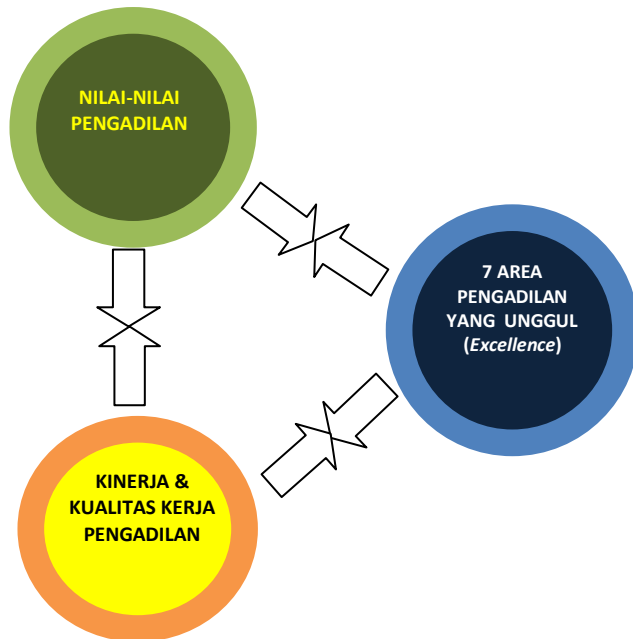 NILAI-NILAI
PENGADILAN
7 AREA
PENGADILAN
YANG UNGGUL
(Excellence)
KINERJA &
KUALITAS KERJA
PENGADILAN